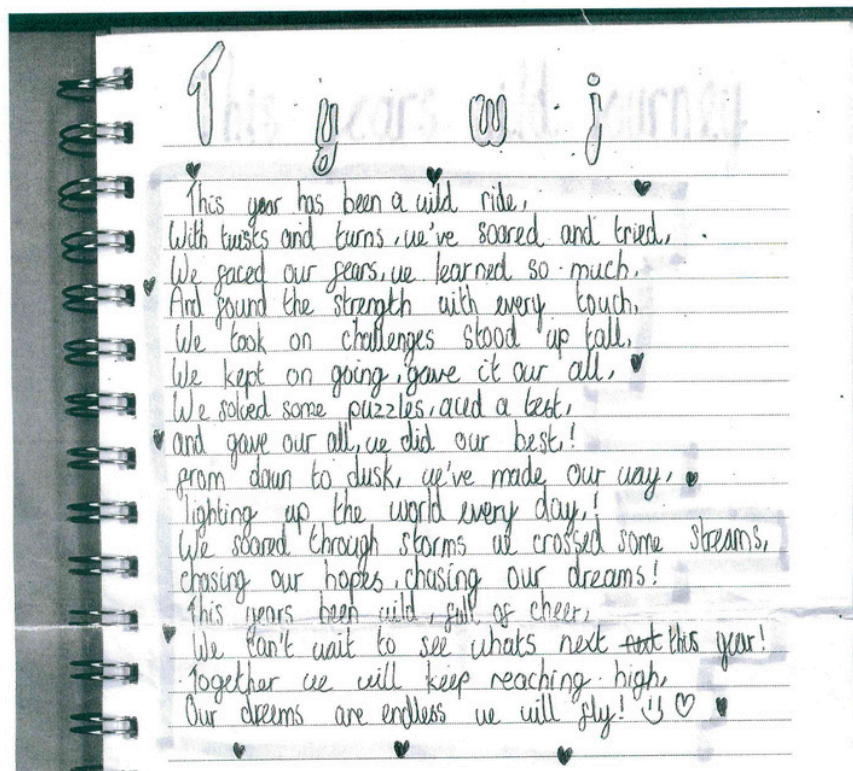 T y w j
This year has been a wild ride,
With twists and turns, we've soared and tried,
We faced our fears, we learned so much,
And found the strength with every touch,
We took on challenges stood up tall,
We kept on going, gave it our all,
We solved some puzzles, aced a test,
and gave our all, we did our best!
from dawn to dusk, we've made our way,
lighting up the world every day,!
We soared through storms we crossed some streams,
chasing our hopes, chasing our dreams!
This years been wild, full of cheer,
We can't wait to see whats next this year!
Together we will keep reaching high,
Our dreems are endless we will fly!